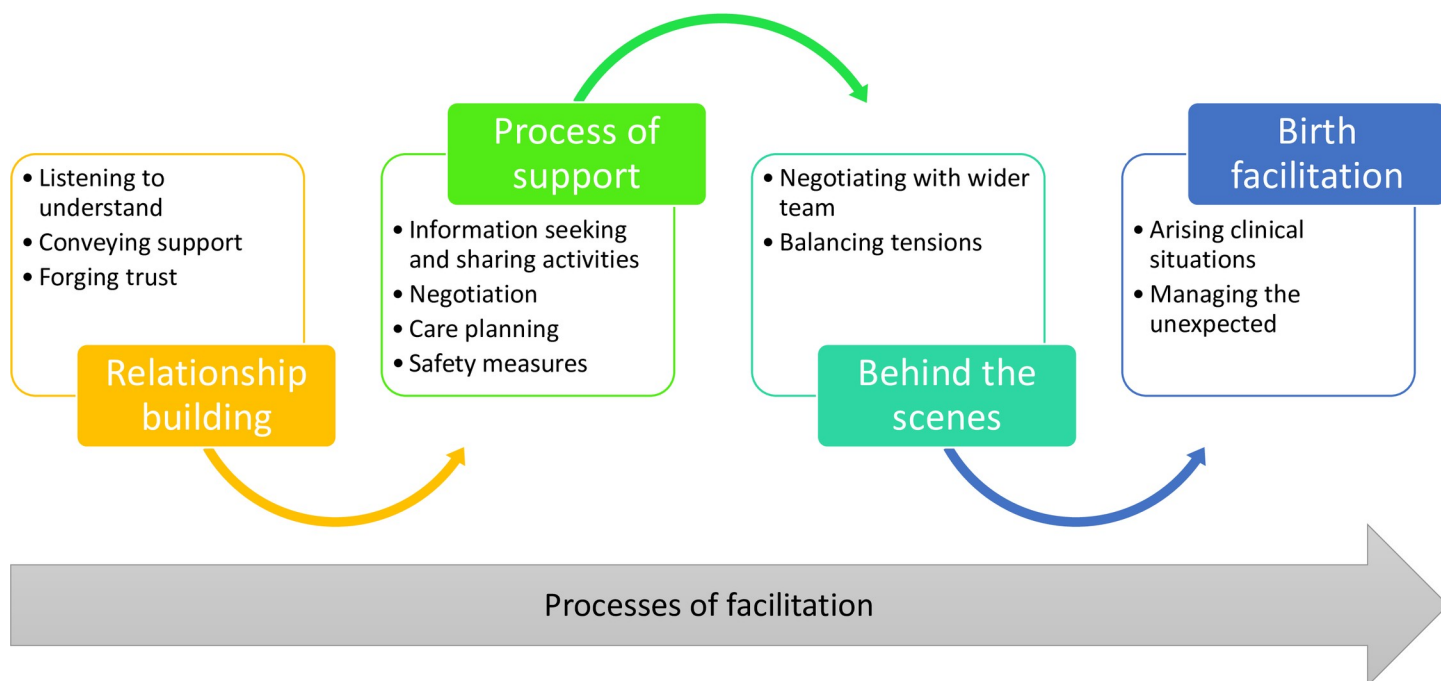 • Listening to
understand
• Conveying support
• Forging trust
Relationship
building
Process of
support
• Information seeking
and sharing activities
• Negotiation
• Care planning
• Safety measures
• Negotiating with wider
team
• Balancing tensions
Behind the
scenes
Birth
facilitation
• Arising clinical
situations
• Managing the
unexpected
Processes of facilitation